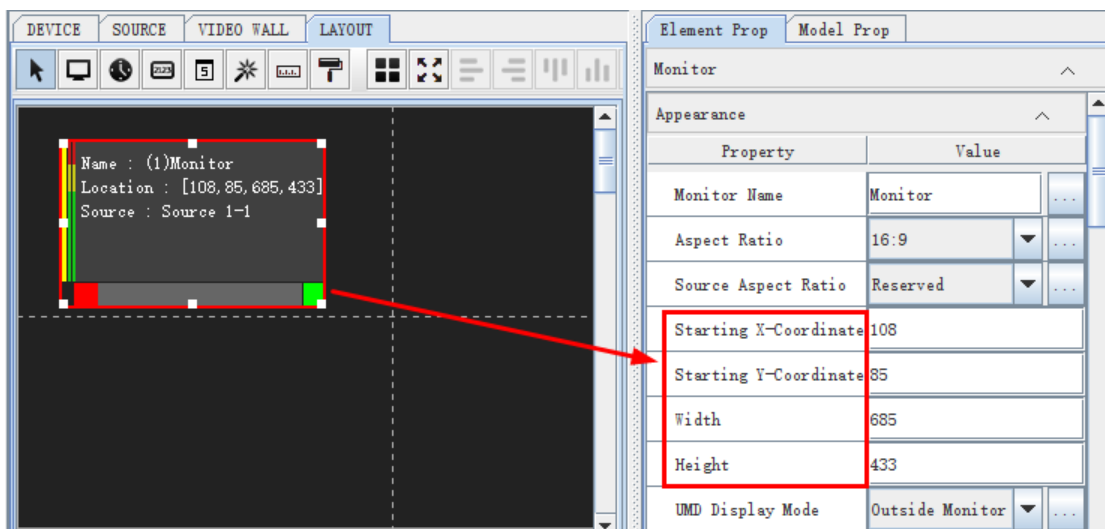 DEVICE SOURCE VIDEO WALL LAYOUT
2123 5
Name : (1)Monitor
Location : [108,85,685,433]
Source : Source 1-1
Element Prop Model Prop
Monitor
Appearance
Property Value
Monitor Name Monitor ...
Aspect Ratio 16:9 ...
Source Aspect Ratio Reserved ...
Starting X-Coordinate 108
Starting Y-Coordinate 85
Width 685
Height 433
UMD Display Mode Outside Monitor ...